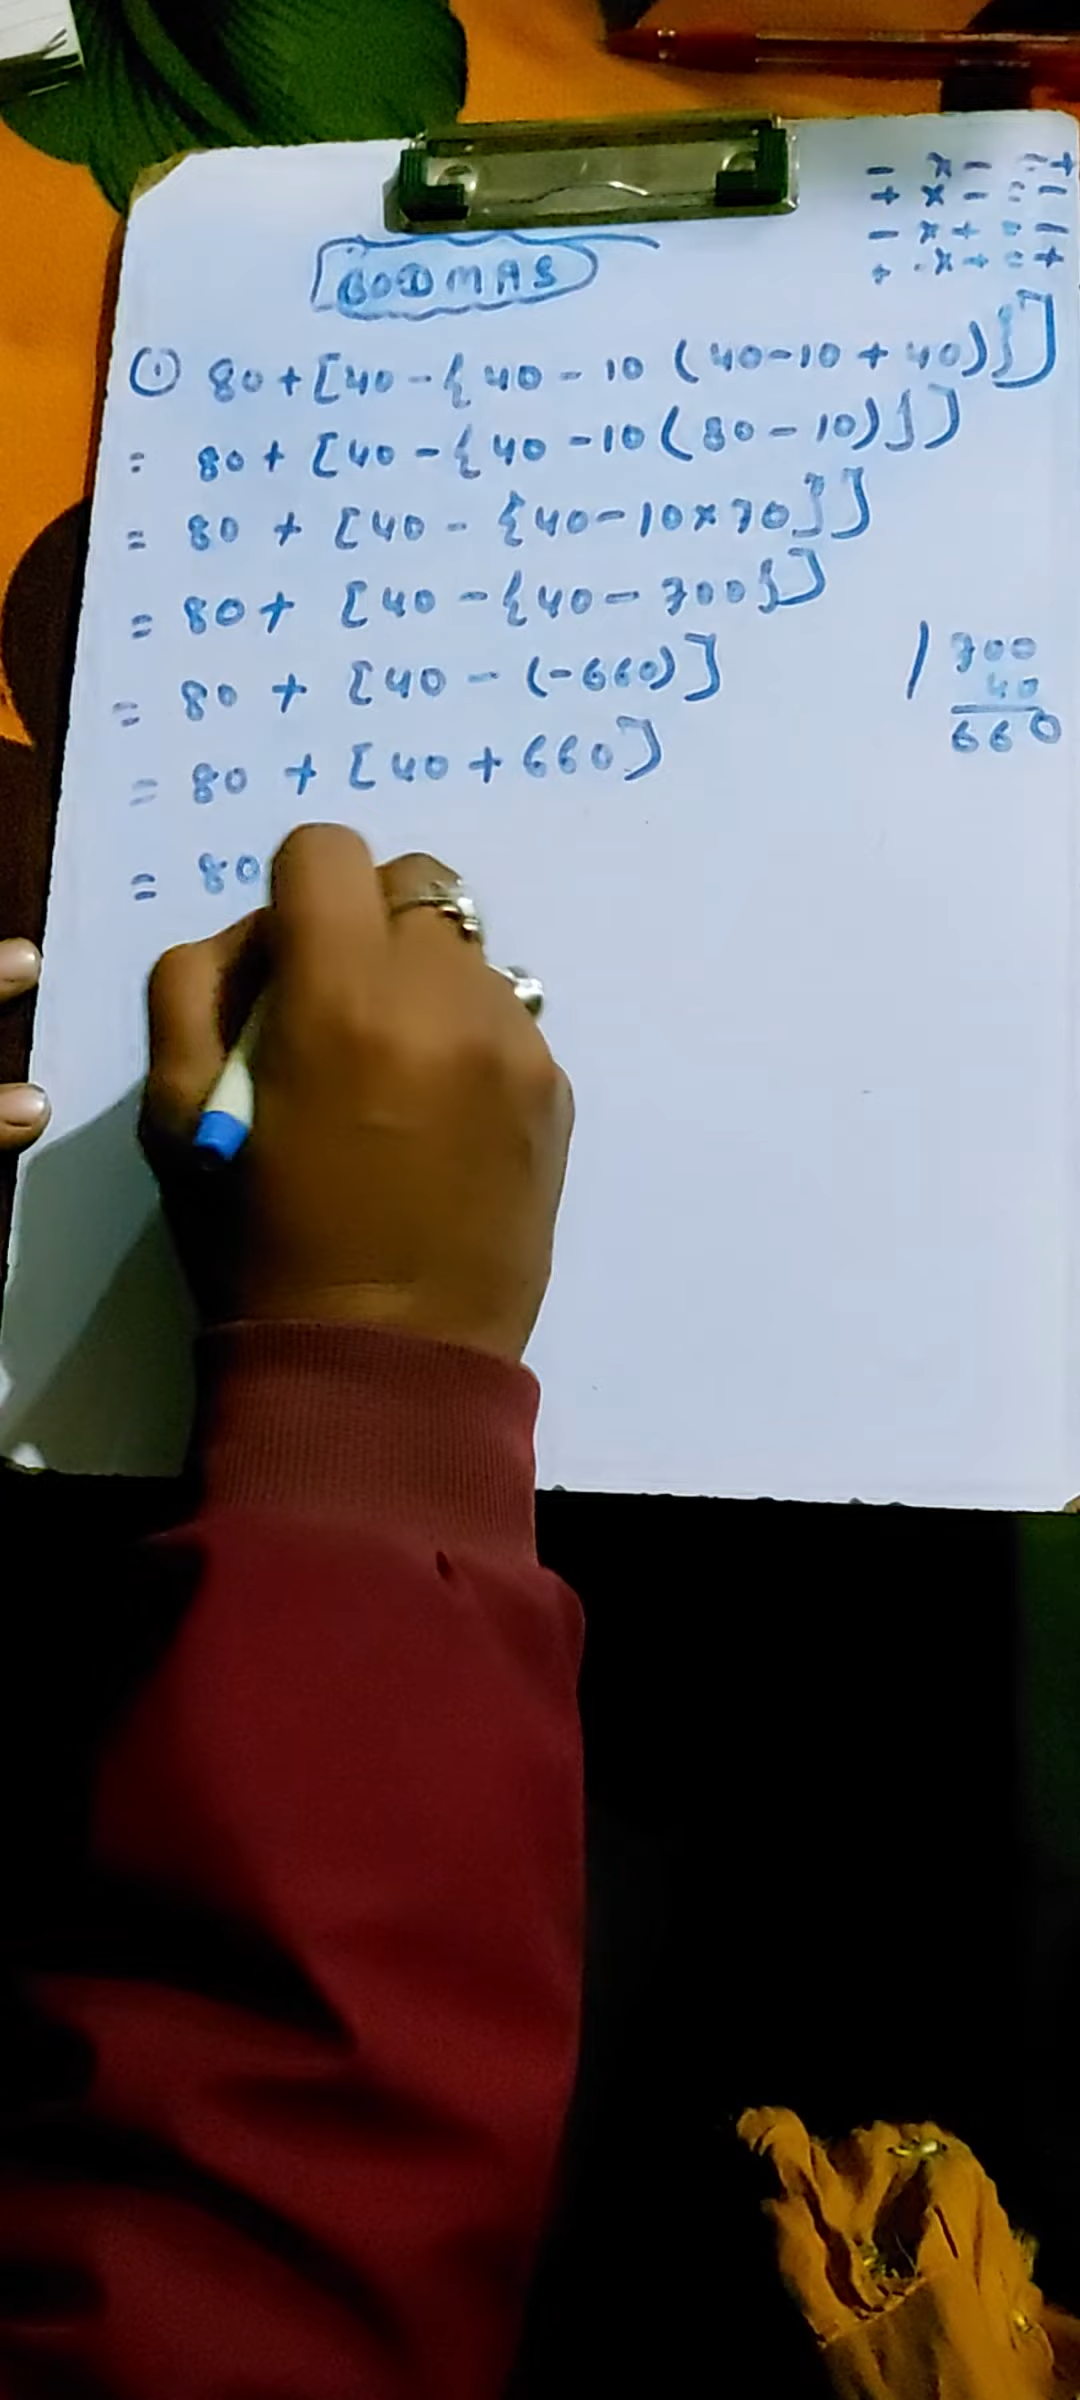 - x - = +
+ x - = -
- x + = -
+ x + = +
BODMAS
① 80+[40-{40-10(40-10+40)}]
= 80+[40-{40-10(80-10)}]
= 80+[40-{40-10×70}]
= 80+[40-{40-700}]
= 80+[40-(-660)]
= 80+[40+660]
= 80
700
40
660